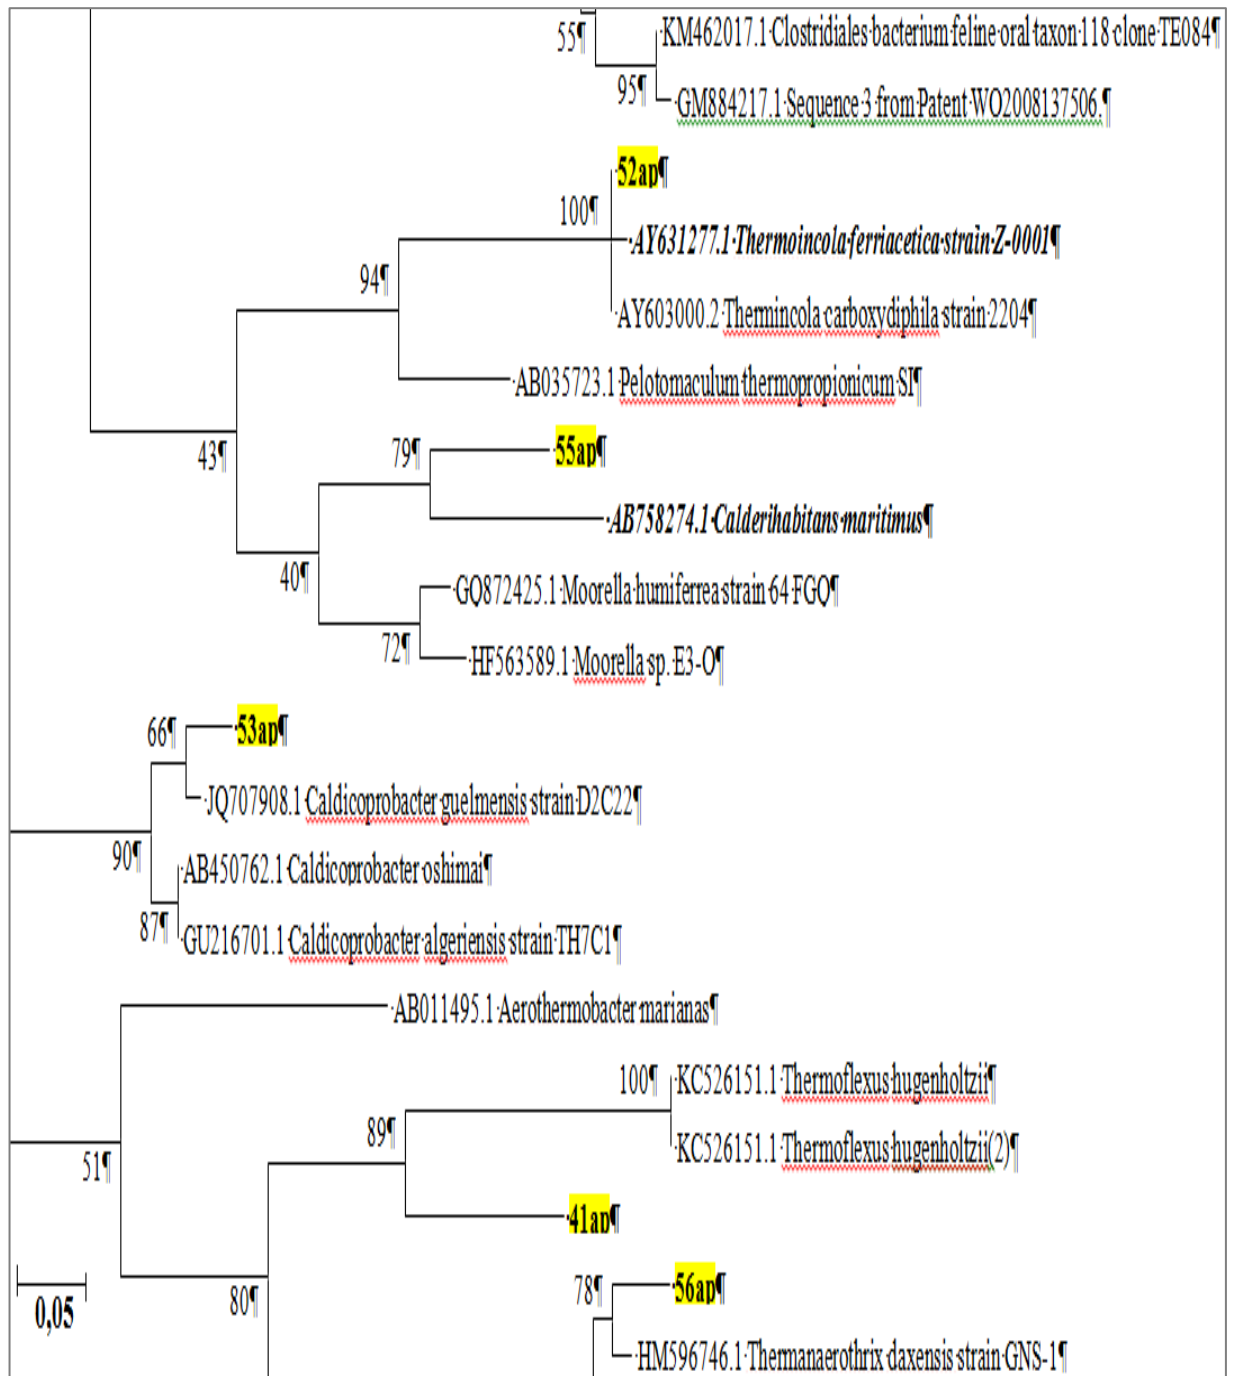 55¶
KM462017.1·Clostridiales·bacterium·feline·oral·taxon·118·clone·TE084¶
95¶
GM884217.1·Sequence·3·from·Patent·WO2008137506.¶
52ap¶
100¶
AY631277.1·Thermoincola·ferriacetica·strain·Z-0001¶
94¶
AY603000.2·Thermincola·carboxydiphila·strain·2204¶
AB035723.1·Pelotomaculum·thermopropionicum·SI¶
43¶
79¶
55ap¶
AB758274.1·Calderihabitans·maritimus¶
40¶
GQ872425.1·Moorella·humiferrea·strain·64·FGQ¶
72¶
HF563589.1·Moorella·sp.·E3-O¶
66¶
53ap¶
JQ707908.1·Caldicoprobacter·guelmensis·strain·D2C22¶
90¶
AB450762.1·Caldicoprobacter·oshimai¶
87¶
GU216701.1·Caldicoprobacter·algeriensis·strain·TH7C1¶
AB011495.1·Aerothermobacter·marianas¶
100¶
KC526151.1·Thermoflexus·hugenholtzii¶
89¶
KC526151.1·Thermoflexus·hugenholtzii(2)¶
51¶
41ap¶
0,05
80¶
78¶
56ap¶
HM596746.1·Thermanaerothrix·daxensis·strain·GNS-1¶